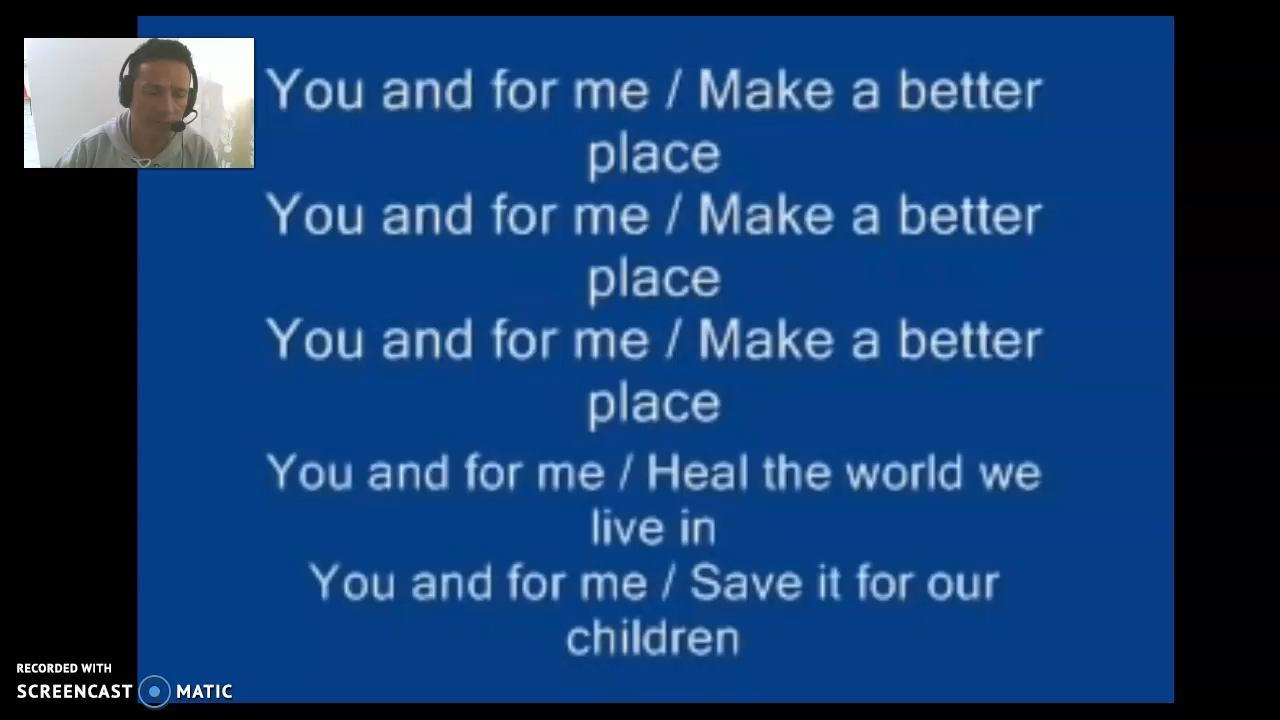 You and for me / Make a better
place
You and for me / Make a better
place
You and for me / Make a better
place
You and for me / Heal the world we
live in
You and for me / Save it for our
children
RECORDED WITH
SCREENCAST MATIC